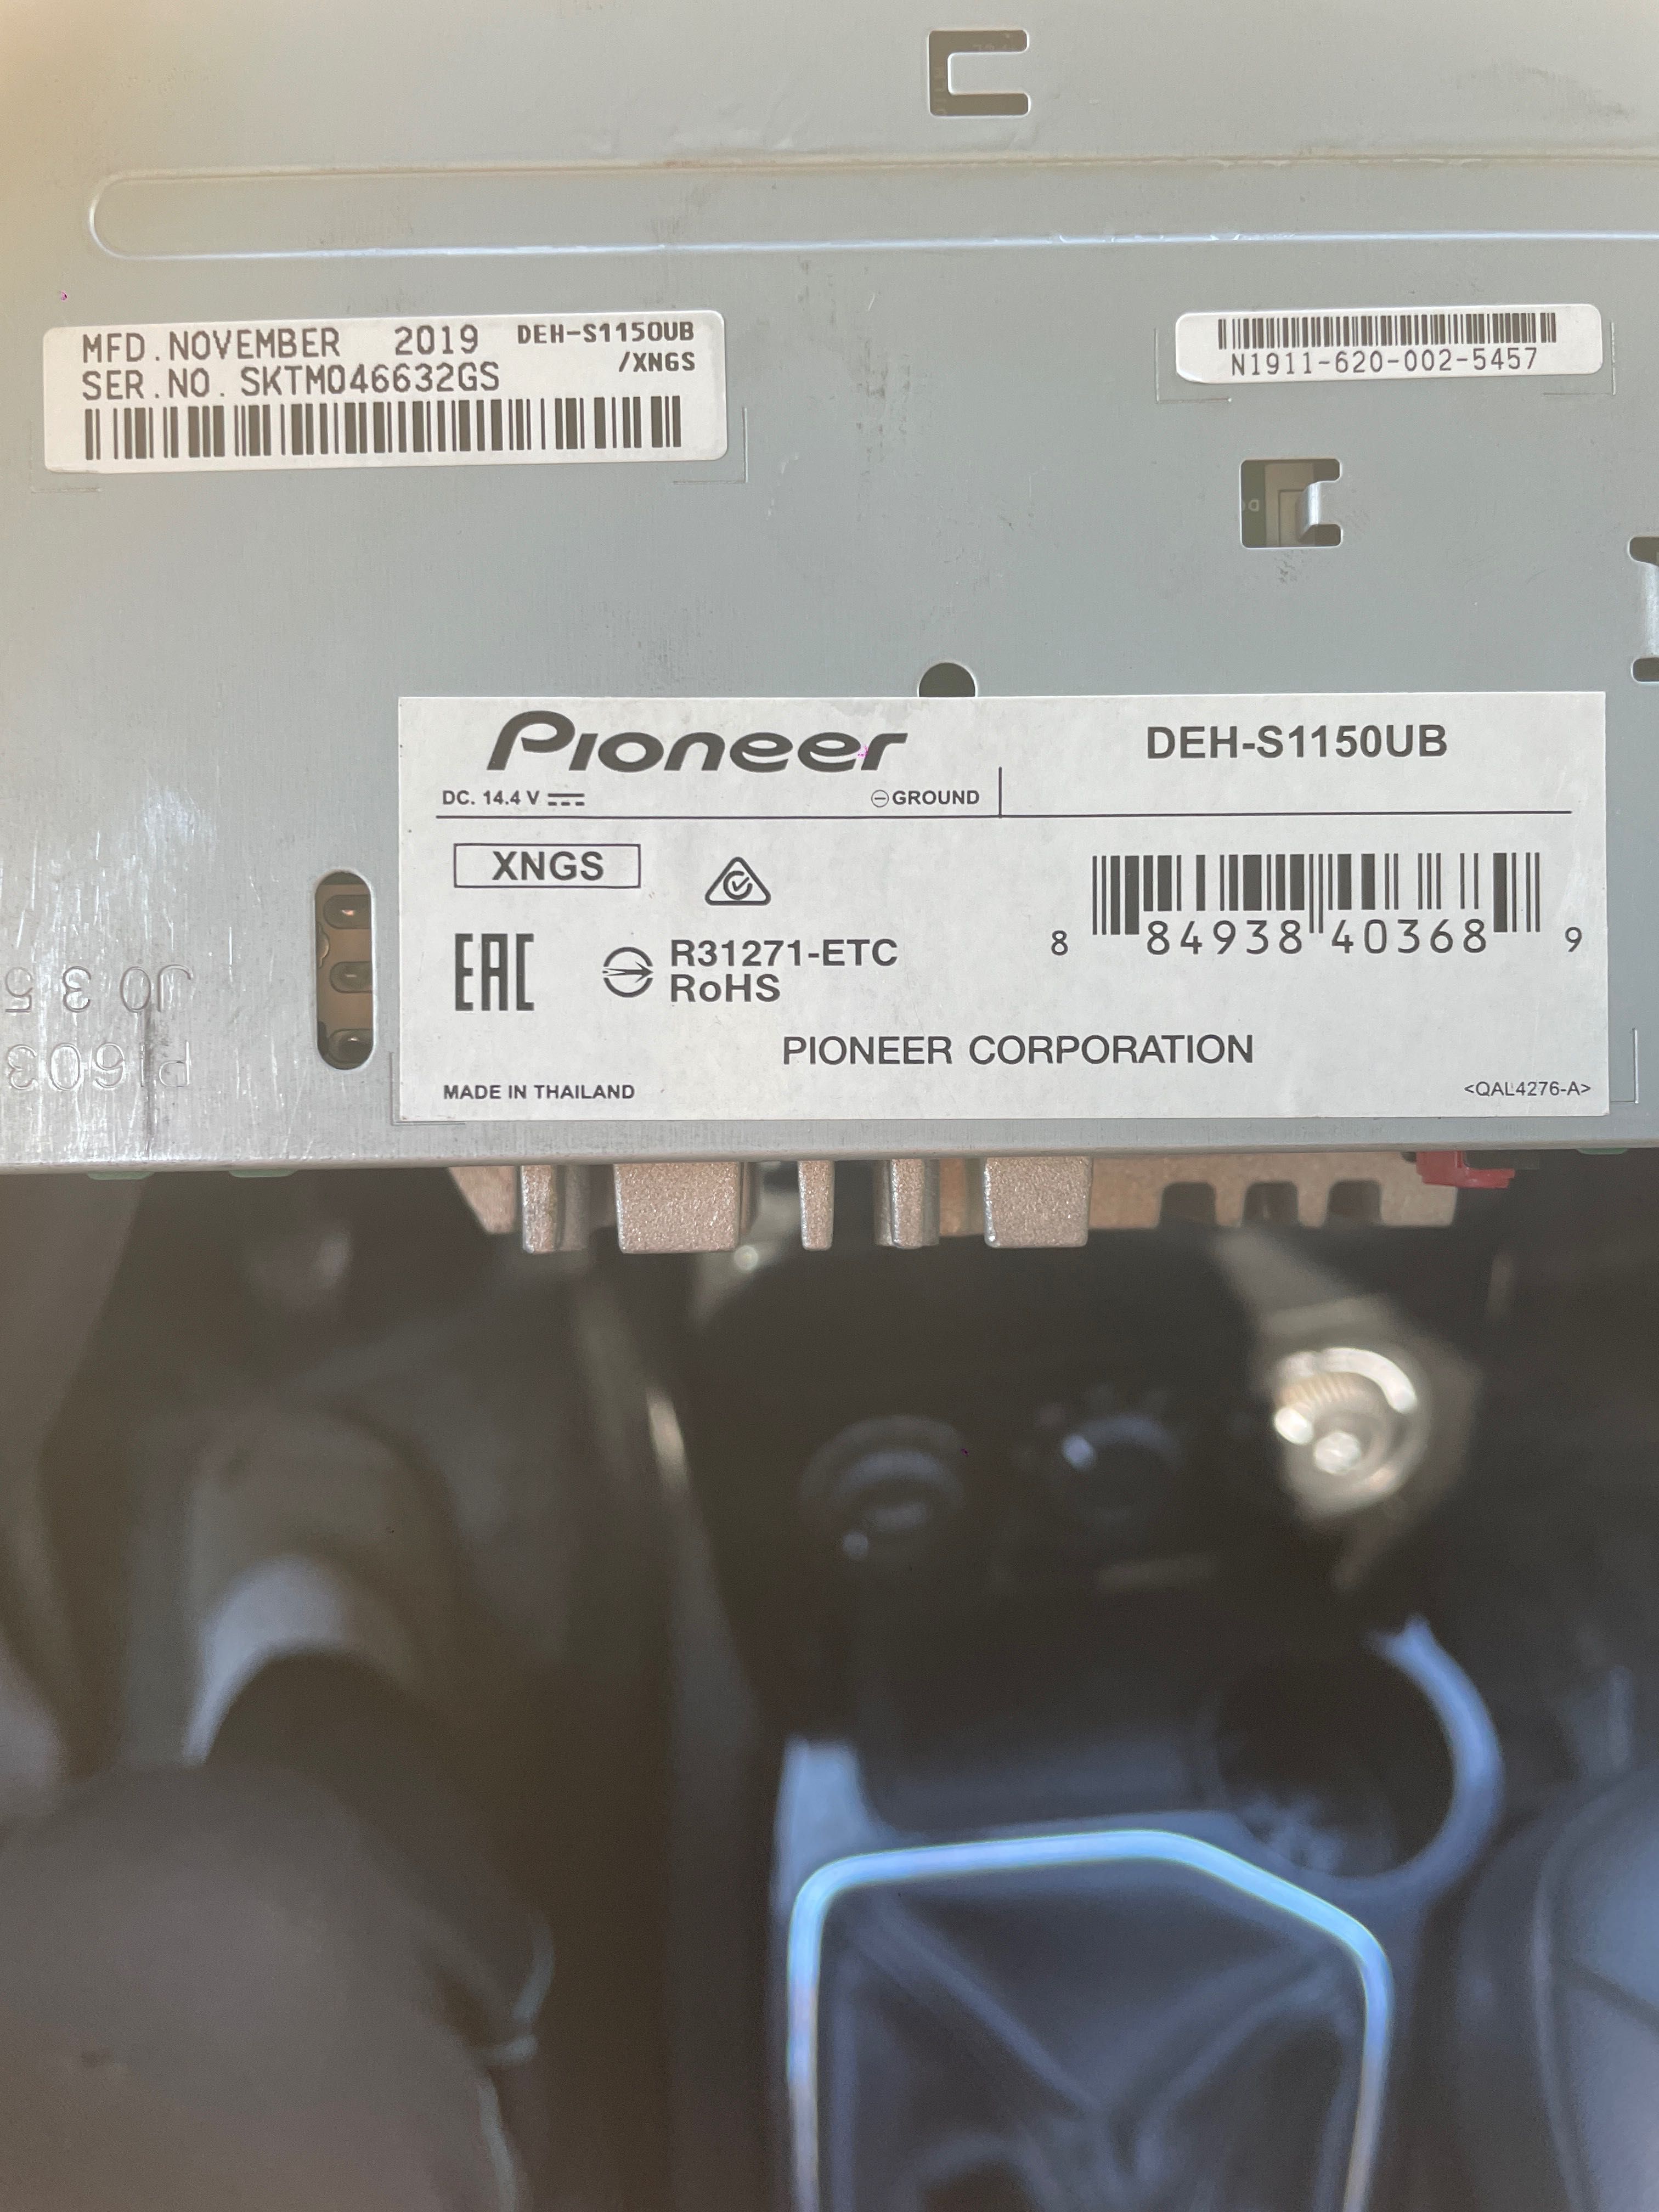 MFD.NOVEMBER 2019 DEH-S1150UB
/XNGS
SER.NO. SKTM046632GS
N1911-620-002-5457
Pioneer
DEH-S1150UB
DC. 14.4 V
GROUND
XNGS
EAC
R31271-ETC
RoHS
8 84938 40368 9
PIONEER CORPORATION
MADE IN THAILAND
<QAL4276-A>